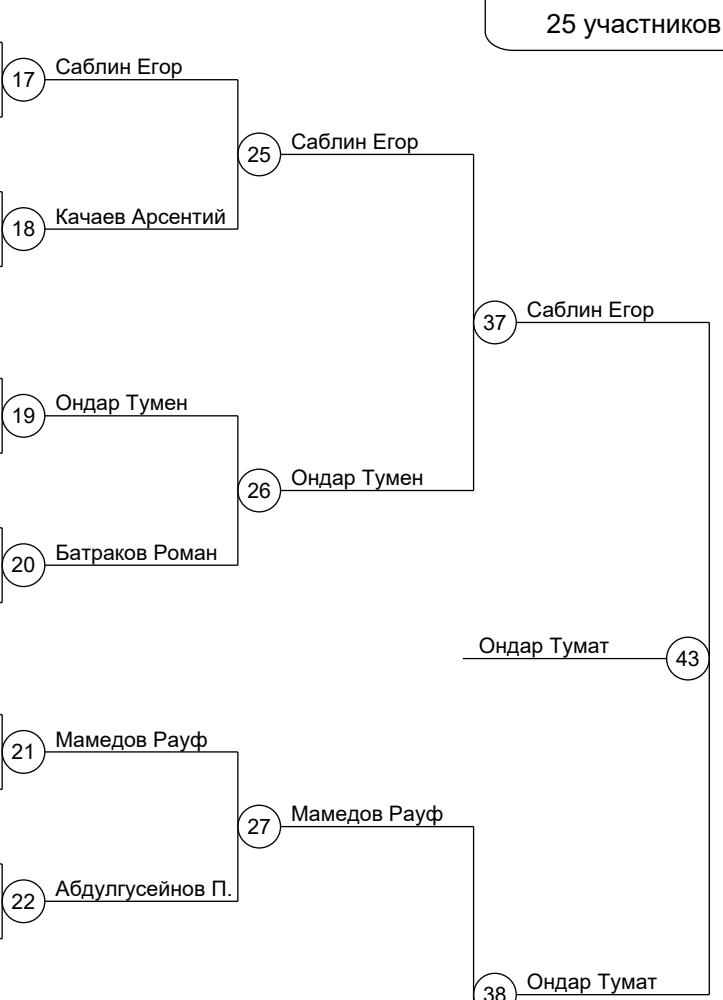 25 участников
17 Саблин Егор
25 Саблин Егор
18 Качаев Арсентий
37 Саблин Егор
19 Ондар Тумен
26 Ондар Тумен
20 Батраков Роман
Ондар Тумат 43
21 Мамедов Рауф
27 Мамедов Рауф
22 Абдулгусейнов П.
38 Ондар Тумат